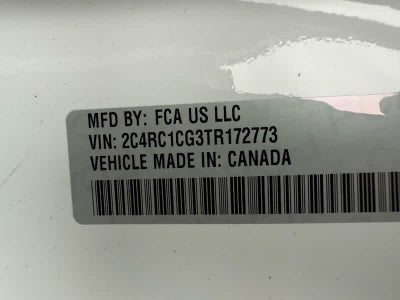 MFD BY: FCA US LLC
VIN: 2C4RC1CG3TR172773
VEHICLE MADE IN: CANADA